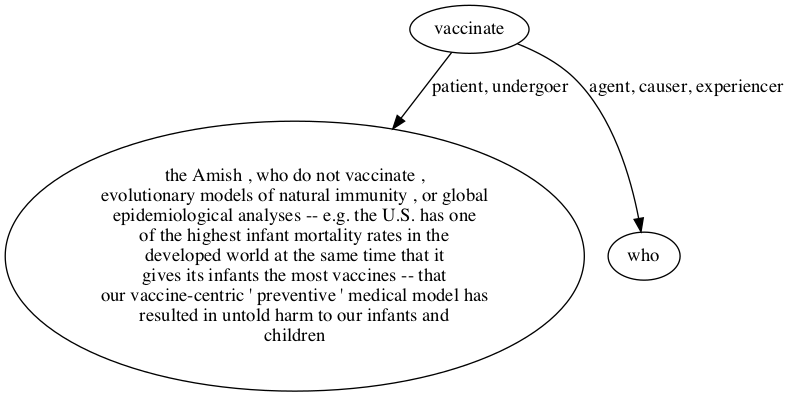 vaccinate
patient, undergoer
agent, causer, experiencer
the Amish , who do not vaccinate ,
evolutionary models of natural immunity , or global
epidemiological analyses -- e.g. the U.S. has one
of the highest infant mortality rates in the
developed world at the same time that it
gives its infants the most vaccines -- that
our vaccine-centric ' preventive ' medical model has
resulted in untold harm to our infants and
children
who